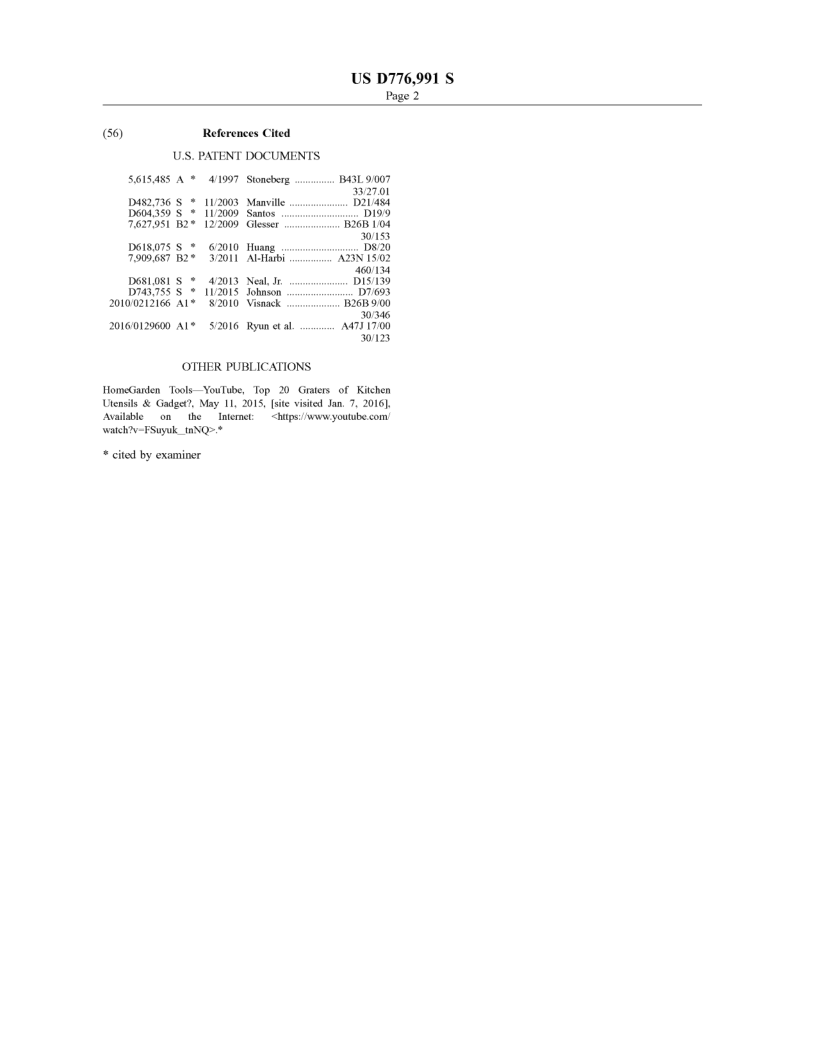 US D776,991 S
Page 2
(56) References Cited
U.S. PATENT DOCUMENTS
5,615,485 A * 4/1997 Stoneberg ............... B43L 9/007
33/27.01
D482,736 S * 11/2003 Manville ...................... D21/484
D604,359 S * 11/2009 Santos ............................. D19/9
7,627,951 B2 * 12/2009 Glesser ..................... B26B 1/04
30/153
D618,075 S * 6/2010 Huang ............................. D8/20
7,909,687 B2 * 3/2011 Al-Harbi ................ A23N 15/02
460/134
D681,081 S * 4/2013 Neal, Jr. ...................... D15/139
D743,755 S * 11/2015 Johnson ......................... D7/693
2010/0212166 A1 * 8/2010 Visnack .................... B26B 9/00
30/346
2016/0129600 A1 * 5/2016 Ryun et al. ............. A47J 17/00
30/123
OTHER PUBLICATIONS
HomeGarden Tools—YouTube, Top 20 Graters of Kitchen
Utensils & Gadget?, May 11, 2015, [site visited Jan. 7, 2016],
Available on the Internet: <https://www.youtube.com/
watch?v=FSuyuk_tnNQ>.*
* cited by examiner